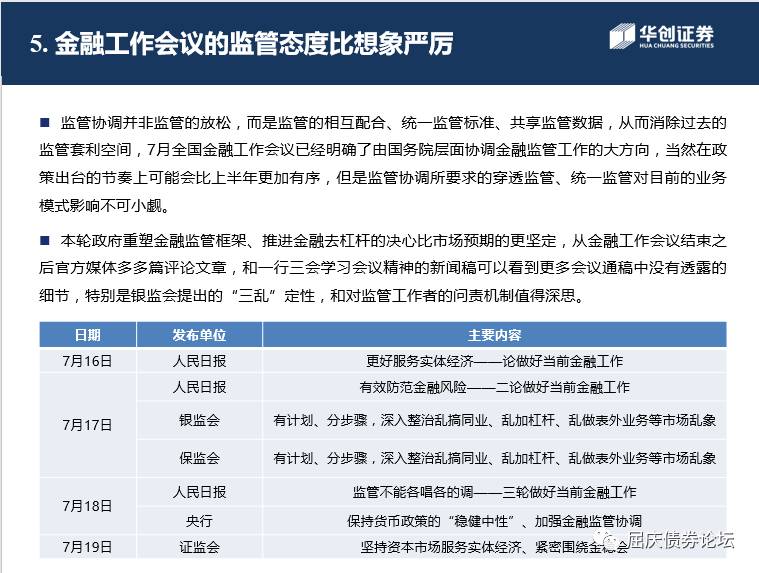 5. 金融工作会议的监管态度比想象严厉
华创证券
HUA CHUANG SECURITIES
■ 监管协调并非监管的放松，而是监管的相互配合、统一监管标准、共享监管数据，从而消除过去的
监管套利空间，7月全国金融工作会议已经明确了由国务院层面协调金融监管工作的大方向，当然在政
策出台的节奏上可能会比上半年更加有序，但是监管协调所要求的穿透监管、统一监管对目前的业务
模式影响不可小觑。
■ 本轮政府重塑金融监管框架、推进金融去杠杆的决心比市场预期的更坚定，从金融工作会议结束之
后官方媒体多多篇评论文章，和一行三会学习会议精神的新闻稿可以看到更多会议通稿中没有透露的
细节，特别是银监会提出的“三乱”定性，和对监管工作者的问责机制值得深思。
日期 发布单位 主要内容
7月16日 人民日报 更好服务实体经济——论做好当前金融工作
7月17日 人民日报 有效防范金融风险——二论做好当前金融工作
银监会 有计划、分步骤，深入整治乱搞同业、乱加杠杆、乱做表外业务等市场乱象
保监会 有计划、分步骤，深入整治乱搞同业、乱加杠杆、乱做表外业务等市场乱象
7月18日 人民日报 监管不能各唱各的调——三轮做好当前金融工作
央行 保持货币政策的“稳健中性”、加强金融监管协调
7月19日 证监会 坚持资本市场服务实体经济、紧密围绕金
屈庆债券论坛